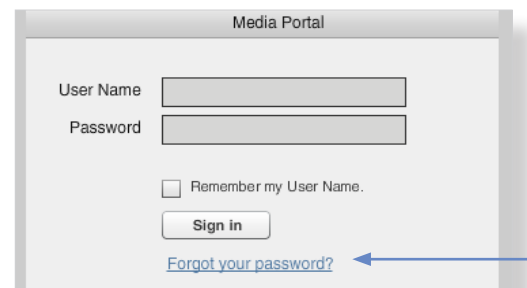 Media Portal
User Name
Password
Remember my User Name.
Sign in
Forgot your password?